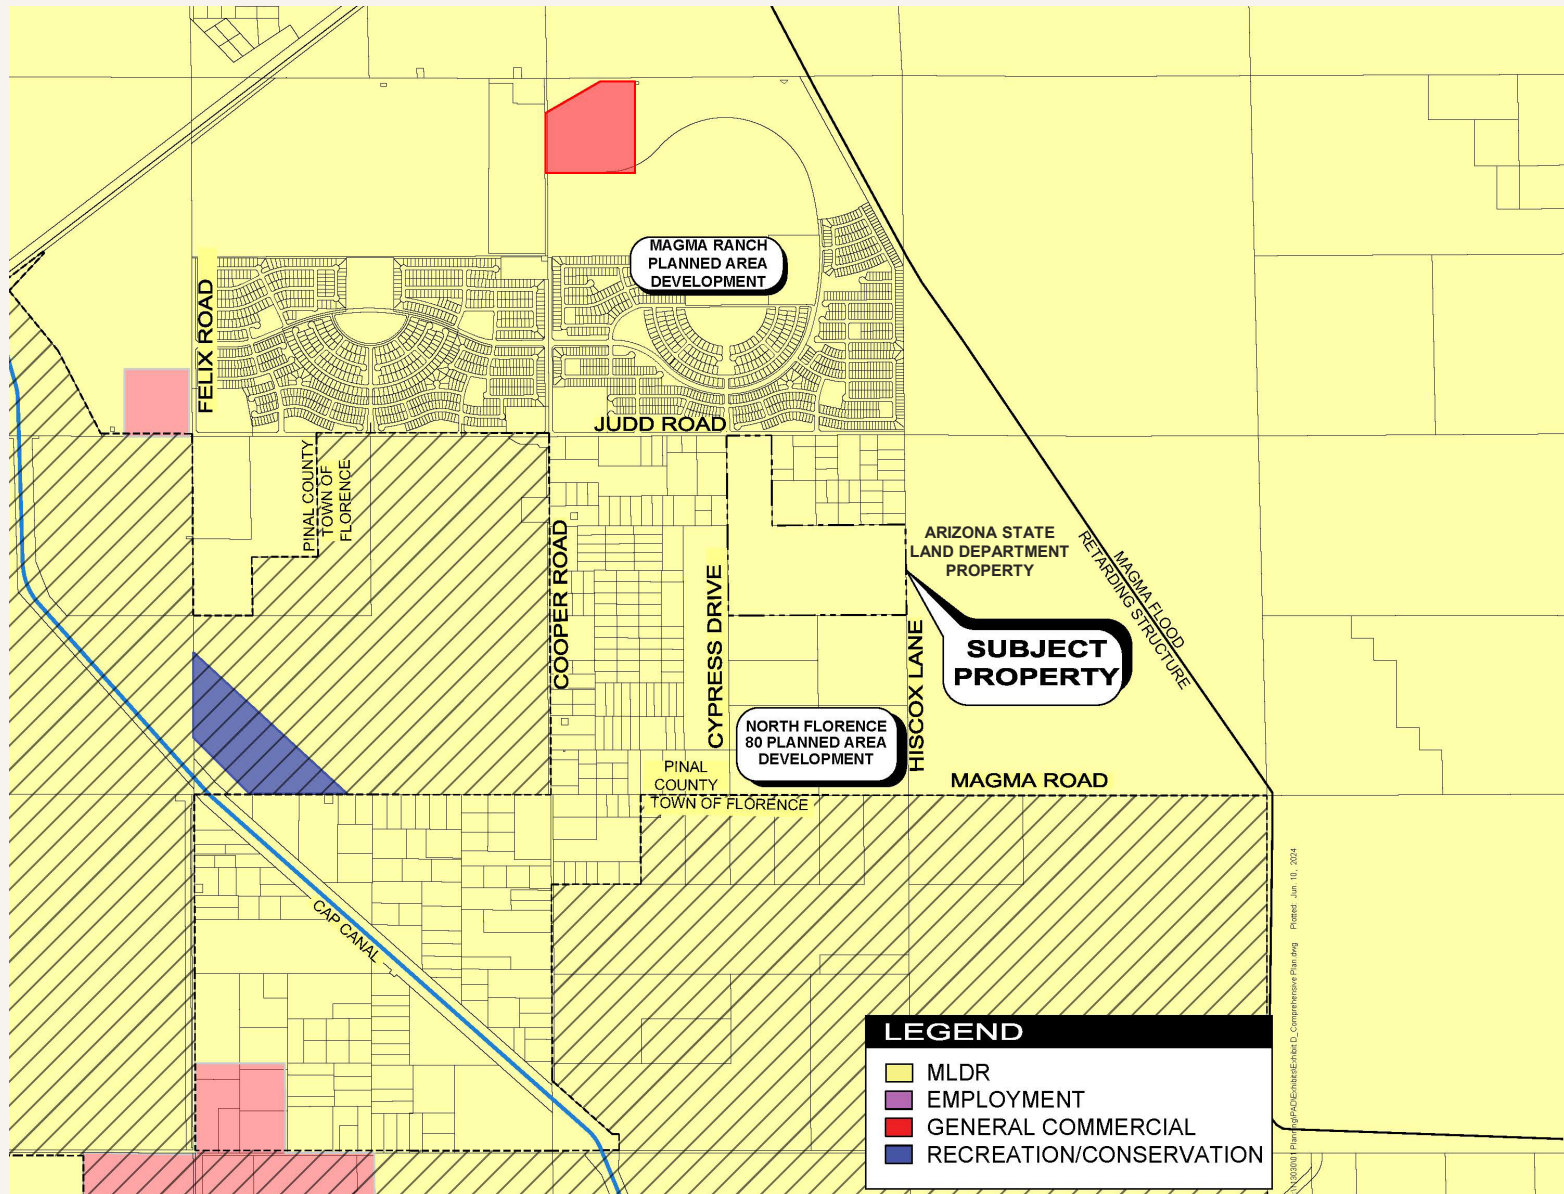 MAGMA RANCH
PLANNED AREA
DEVELOPMENT
FELIX ROAD
JUDD ROAD
PINAL COUNTY
TOWN OF
FLORENCE
COOPER ROAD
CYPRESS DRIVE
ARIZONA STATE
LAND DEPARTMENT
PROPERTY
MAGMA FLOOD
RETARDING STRUCTURE
SUBJECT
PROPERTY
HISCOX LANE
NORTH FLORENCE
80 PLANNED AREA
DEVELOPMENT
PINAL
COUNTY
TOWN OF FLORENCE
MAGMA ROAD
CAP CANAL
LEGEND
MLDR
EMPLOYMENT
GENERAL COMMERCIAL
RECREATION/CONSERVATION
Plan.dwg Plotted: Jun 10, 2024